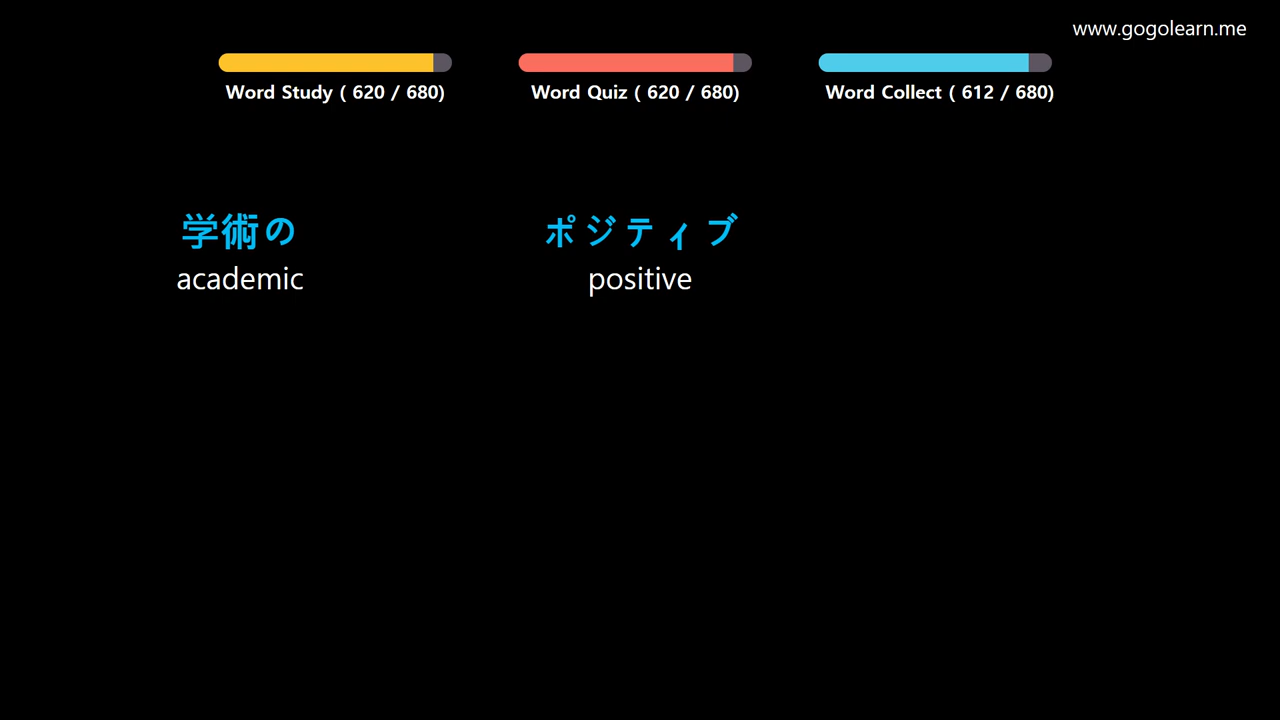 www.gogolearn.me
Word Study ( 620 / 680)
Word Quiz ( 620 / 680)
Word Collect ( 612 / 680)
学術の
academic
ポジティブ
positive